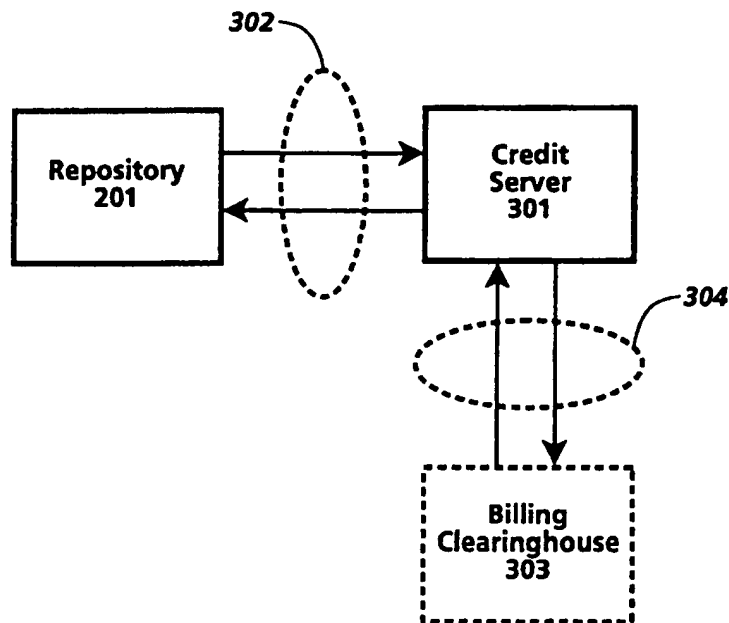 302
Repository
201
Credit
Server
301
304
Billing
Clearinghouse
303